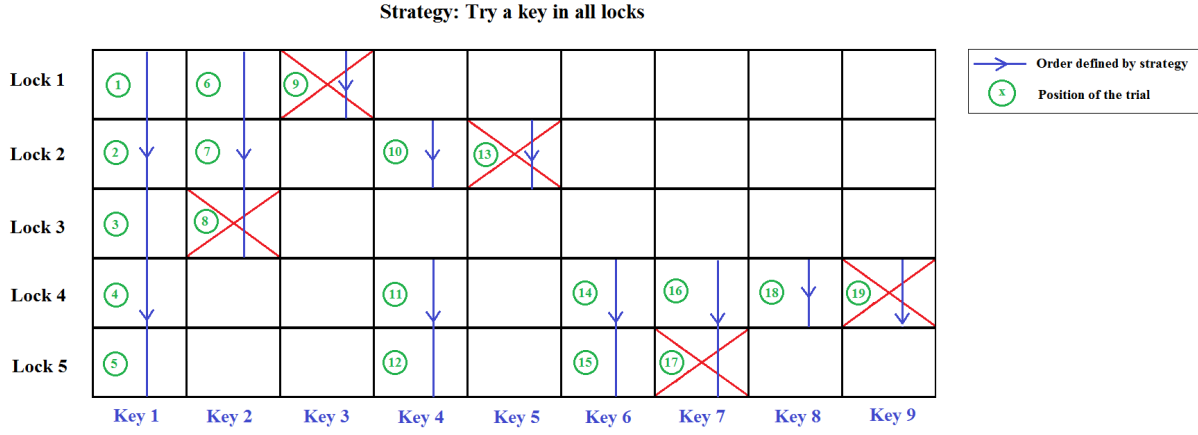 Strategy: Try a key in all locks
Order defined by strategy
x Position of the trial
Lock 1 1 6 9
Lock 2 2 7 10 13
Lock 3 3 8
Lock 4 4 11 14 16 18 19
Lock 5 5 12 15 17
Key 1 Key 2 Key 3 Key 4 Key 5 Key 6 Key 7 Key 8 Key 9